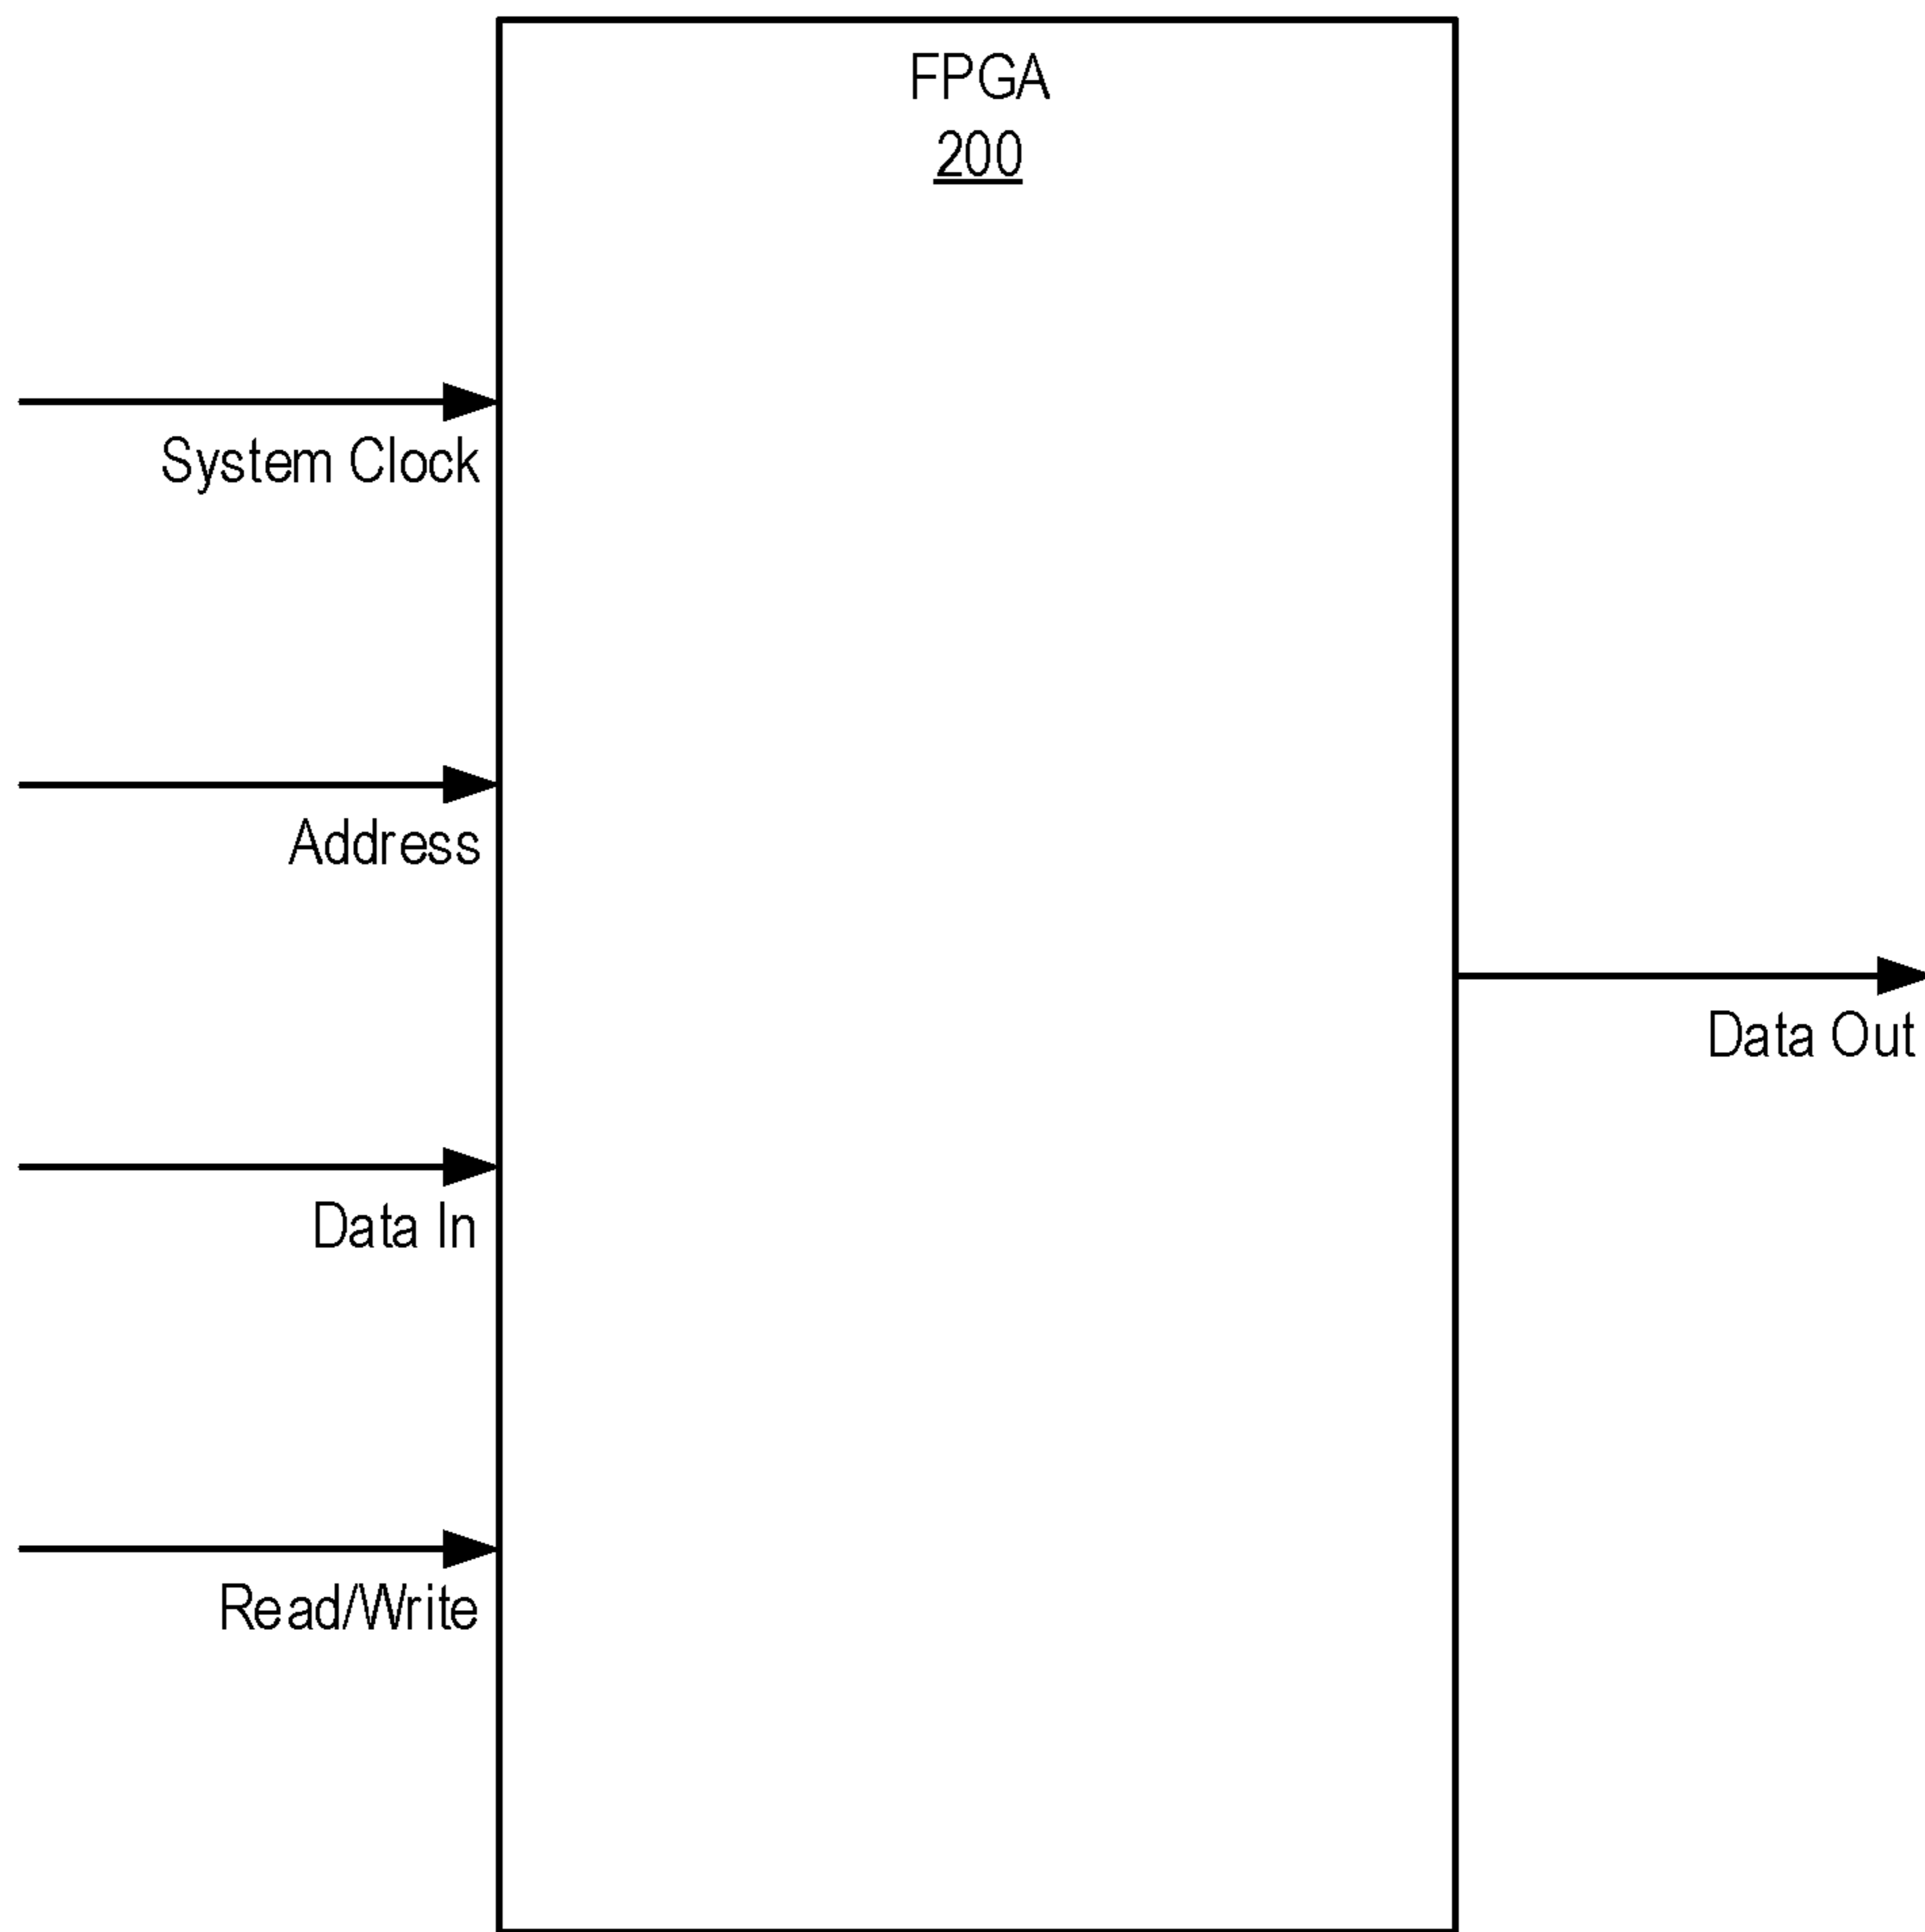 FPGA
200
System Clock
Address
Data Out
Data In
Read/Write